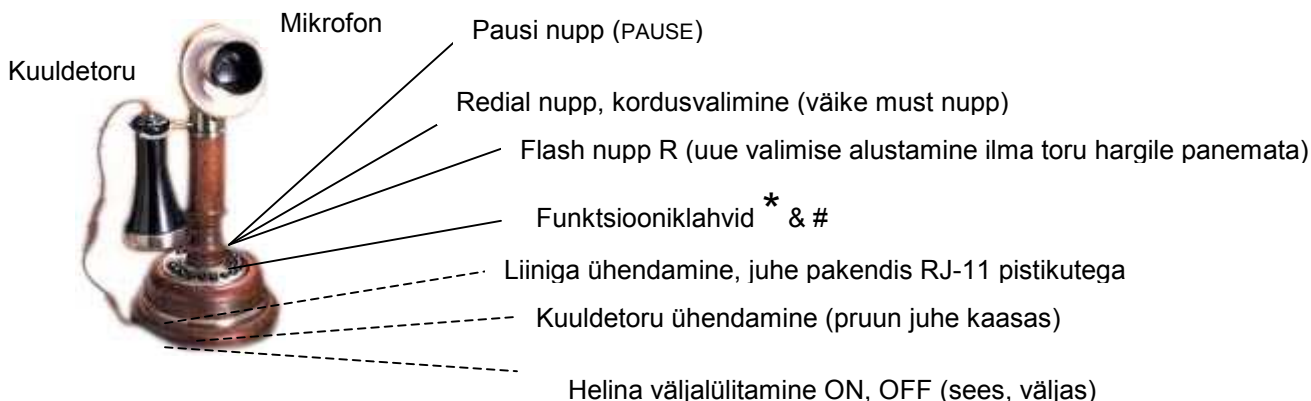 Mikrofon
Pausi nupp (PAUSE)
Kuuldetoru
Redial nupp, kordusvalimine (väike must nupp)
Flash nupp R (uue valimise alustamine ilma toru hargile panemata)
Funktsiooniklahvid * & #
Liiniga ühendamine, juhe pakendis RJ-11 pistikutega
Kuuldetoru ühendamine (pruun juhe kaasas)
Helina väljalülitamine ON, OFF (sees, väljas)